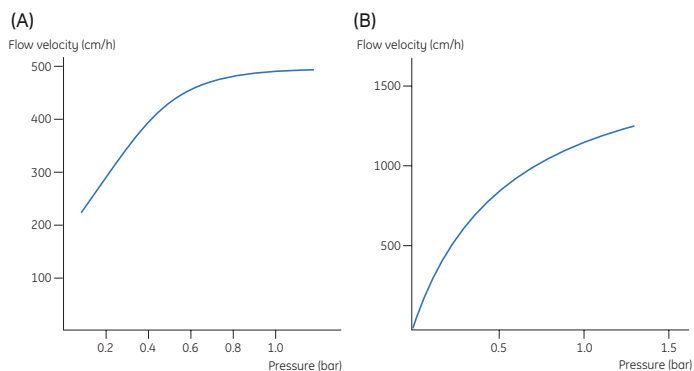 (A)
Flow velocity (cm/h)
500
400
300
200
100
0.2 0.4 0.6 0.8 1.0
Pressure (bar)
(B)
Flow velocity (cm/h)
1500
1000
500
0.5 1.0 1.5
Pressure (bar)